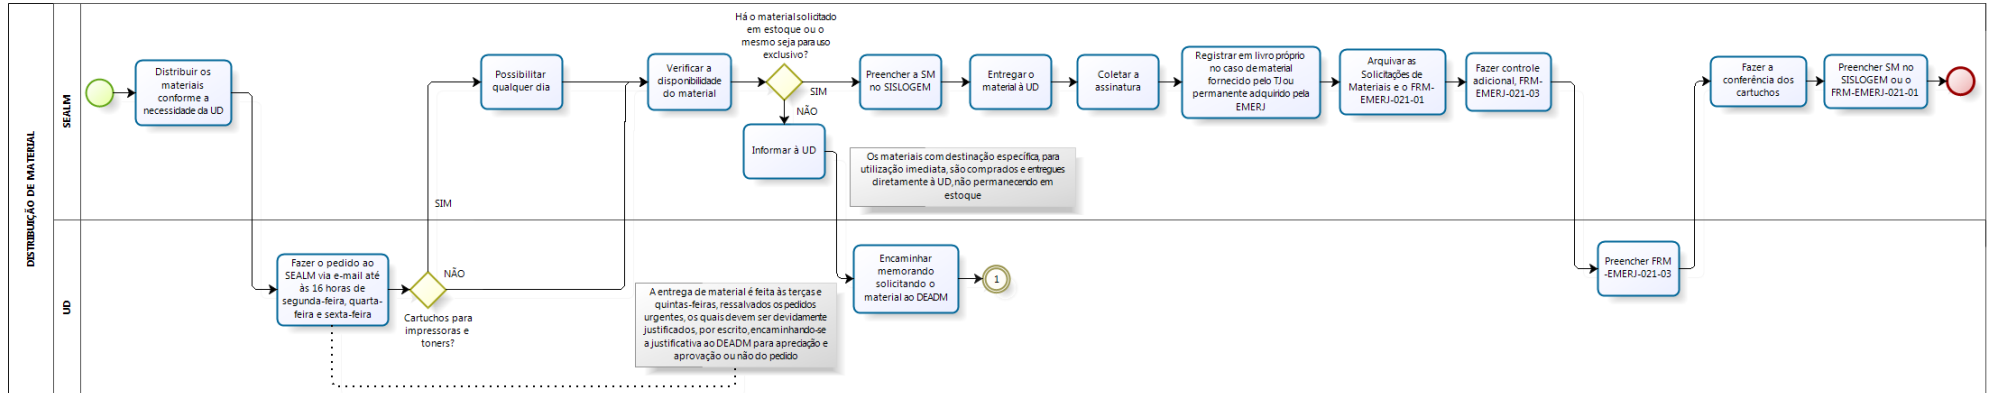 DISTRIBUIÇÃO DE MATERIAL
SEALM
Distribuir os
materiais
conforme a
necessidade da UD
Possibilitar
qualquer dia
Verificar a
disponibilidade
do material
Há o material solicitado
em estoque ou o
mesmo seja para uso
exclusivo?
SIM
NÃO
Preencher a SM
no SISLOGEM
Entregar o
material à UD
Coletar a
assinatura
Registrar em livro próprio
no caso de material
fornecido pelo TJ ou
permanente adquirido pela
EMERJ
Arquivar as
Solicitações de
Materiais e o FRM-
EMERJ-021-01
Fazer controle
adicional, FRM-
EMERJ-021-03
Fazer a
conferência dos
cartuchos
Preencher SM no
SISLOGEM ou o
FRM-EMERJ-021-01
Informar à UD
Os materiais com destinação específica, para
utilização imediata, são comprados e entregues
diretamente à UD, não permanecendo em
estoque
SIM
UD
Fazer o pedido ao
SEALM via e-mail até
às 16 horas de
segunda-feira, quarta-
feira e sexta-feira
NÃO
Cartuchos para
impressoras e
toners?
A entrega de material é feita às terças e
quintas-feiras, ressalvados os pedidos
urgentes, os quais devem ser devidamente
justificados, por escrito, encaminhando-se
a justificativa ao DEADM para apreciação e
aprovação ou não do pedido
Encaminhar
memorando
solicitando o
material ao DEADM
1
Preencher FRM
-EMERJ-021-03